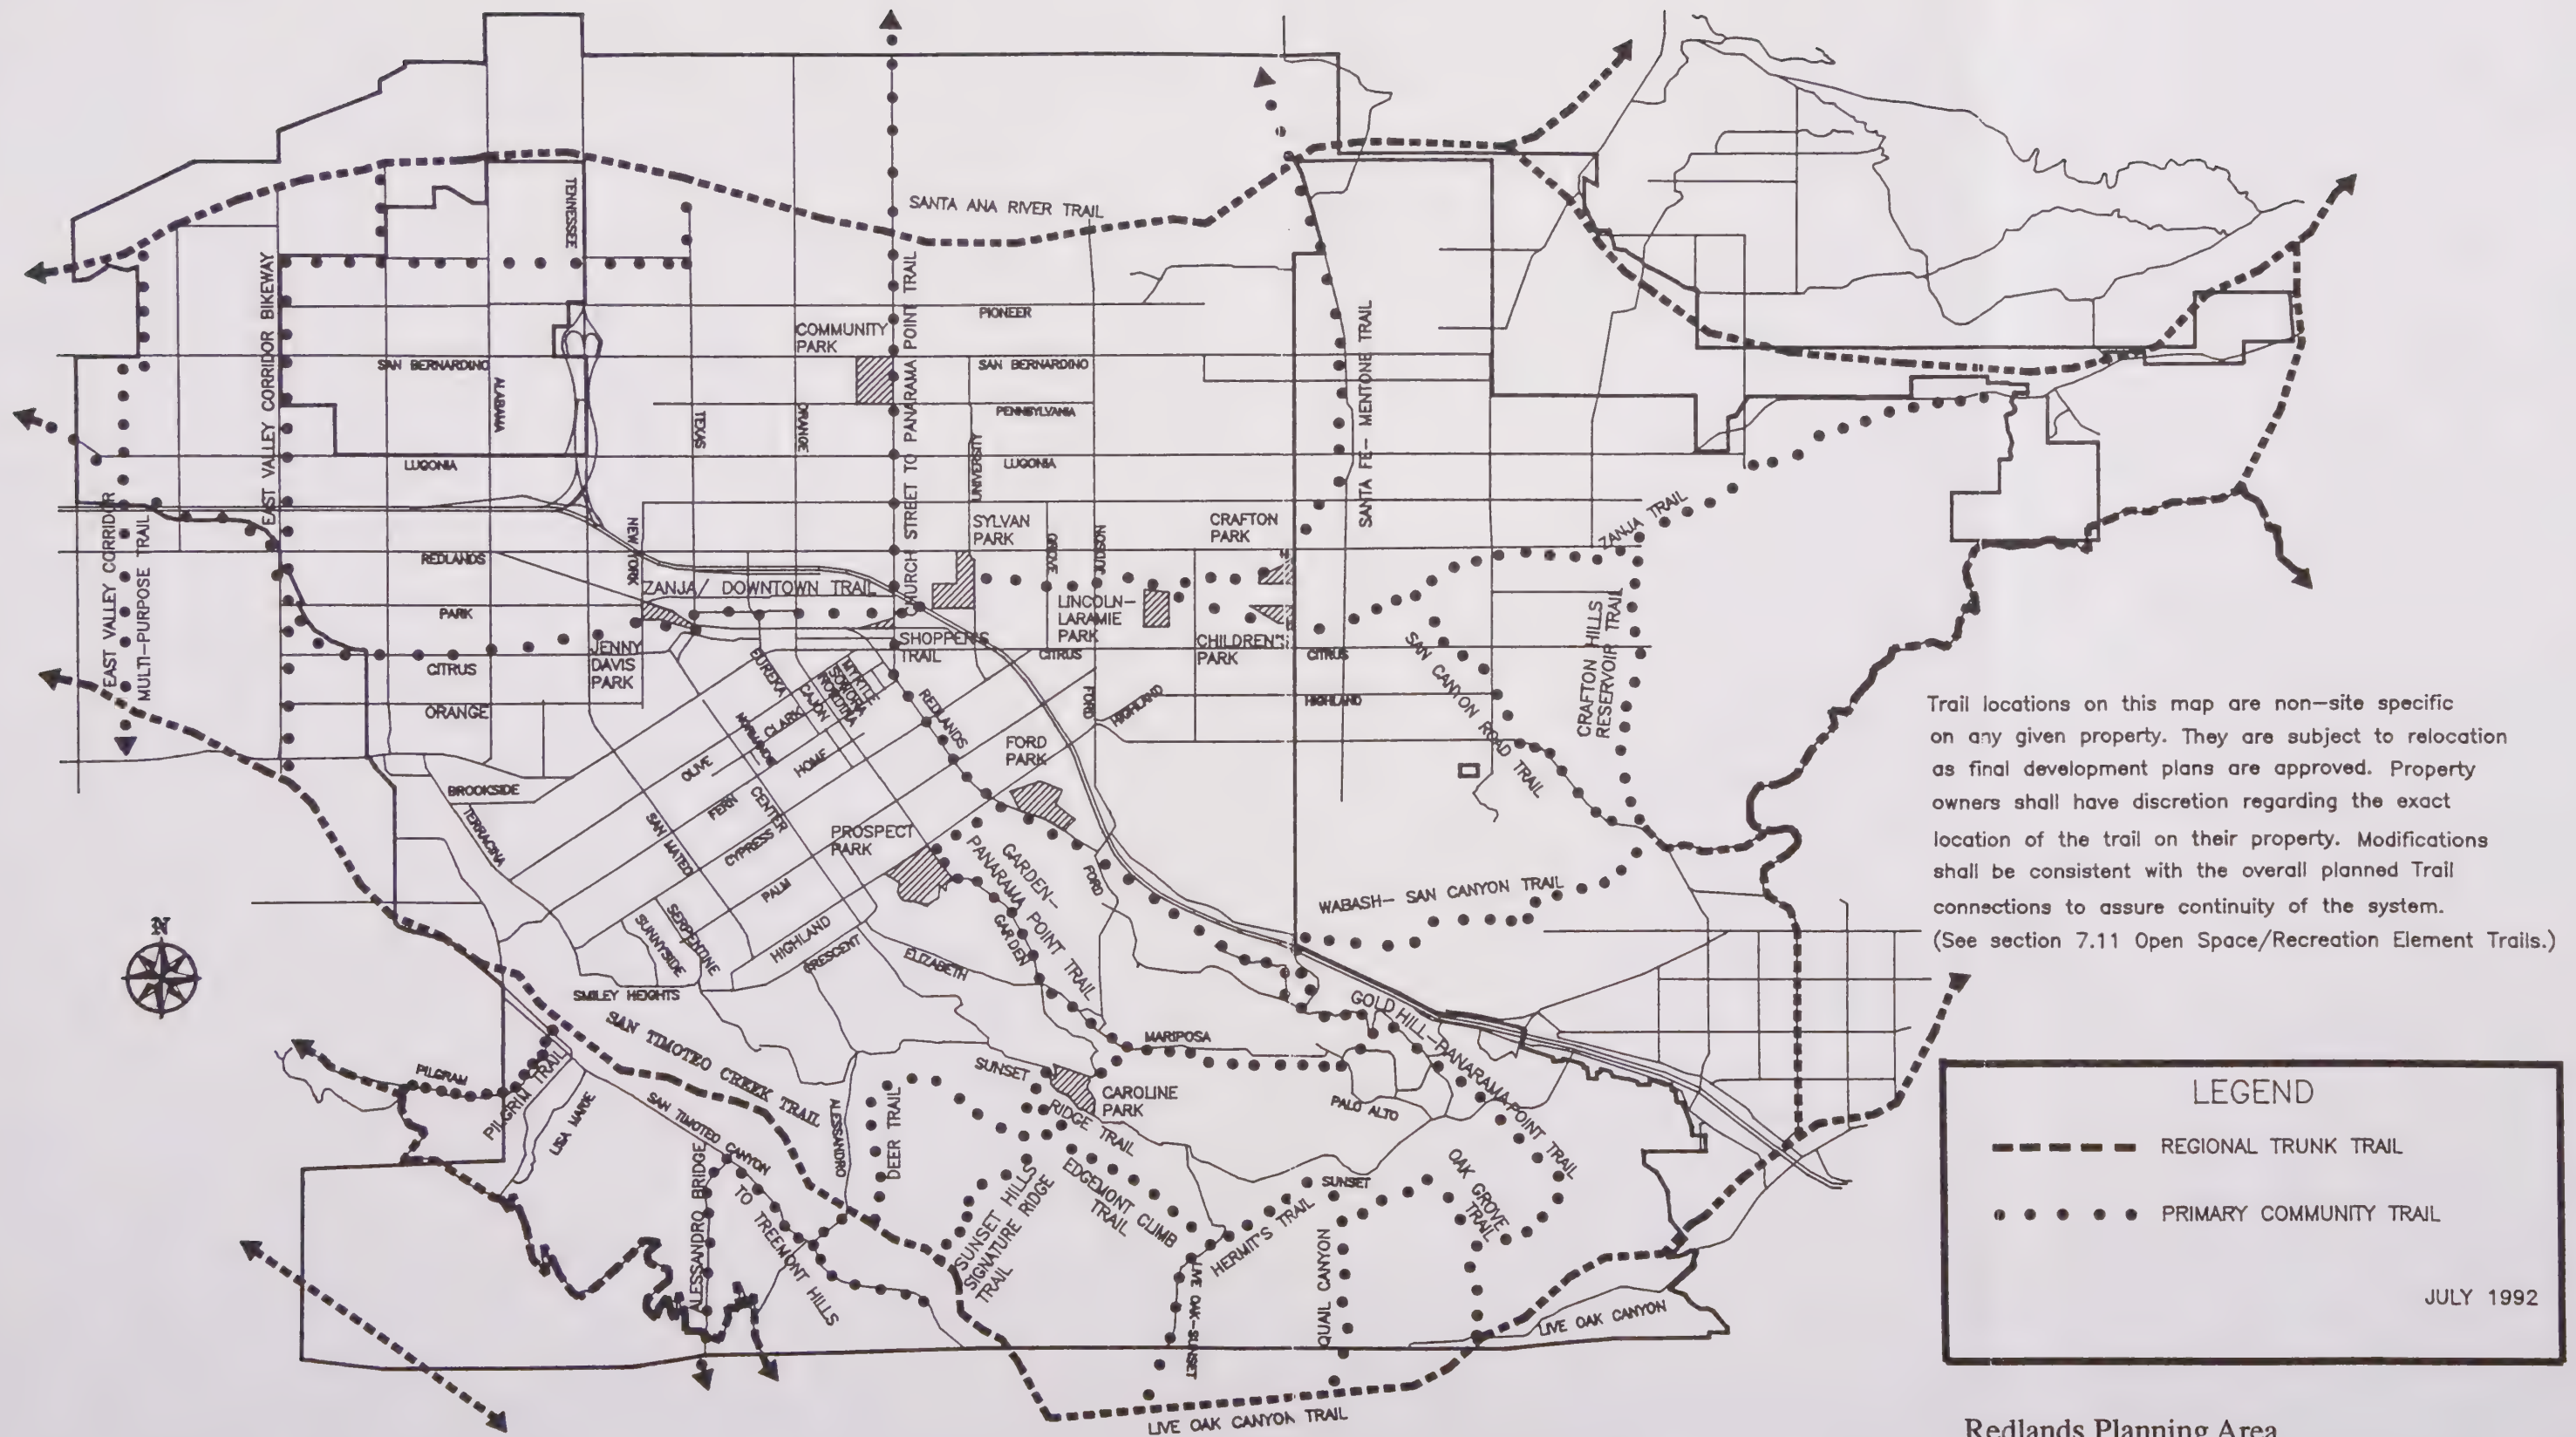 SANTA ANA RIVER TRAIL
TENNESSEE
EAST VALLEY CORRIDOR BIKEWAY
CHURCH STREET TO PANARAMA POINT TRAIL
PIONEER
COMMUNITY
PARK
SAN BERNARDINO
SAN BERNARDINO
ALABAMA
TEXAS
ORANGE
PENNSYLVANIA
SANTA FE- MENTONE TRAIL
LUGONIA
UNIVERSITY
LUGONIA
EAST VALLEY CORRIDOR
MULTI-PURPOSE TRAIL
NEW YORK
SYLVAN
PARK
GROVE
JUDSON
CRAFTON
PARK
ZANJA TRAIL
REDLANDS
ZANJA/ DOWNTOWN TRAIL
PARK
LINCOLN-
LARAMIE
PARK
CHILDREN'S
PARK
SHOPPER'S
TRAIL
CITRUS
CITRUS
CITRUS
JENNY
DAVIS
PARK
CRAFTON HILLS
RESERVOIR TRAIL
SAN CANYON ROAD TRAIL
EUREKA
CAJON
MYRTLE
SONORA
NORDINA
CLARK
HIGHLAND
HIGHLAND
FORD
REDLANDS
ORANGE
OLIVE
HOME
FORD
PARK
BROOKSIDE
TERRACINA
FERN
CENTER
SAN MATEO
CYPRESS
PROSPECT
PARK
PALM
GARDEN-
PANARAMA POINT TRAIL
FORD
WABASH- SAN CANYON TRAIL
SERPENTINE
SUNNYSIDE
HIGHLAND
CRESCENT
ELIZABETH
GARDEN
SMILEY HEIGHTS
N
SAN TIMOTEO CREEK TRAIL
GOLD HILL-PANARAMA POINT TRAIL
MARIPOSA
PILGRAM
PILGRIM TRAIL
LISA MARIE
SAN TIMOTEO CANYON
ALESSANDRO
DEER TRAIL
SUNSET
CAROLINE
PARK
RIDGE TRAIL
PALO ALTO
ALESSANDRO BRIDGE
TO TREEMONT HILLS
SUNSET HILLS
SIGNATURE RIDGE
TRAIL
EDGEMONT CLIMB
TRAIL
HERMIT'S TRAIL
SUNSET
OAK GROVE
TRAIL
LIVE OAK-SUNSET
QUAIL CANYON
LIVE OAK CANYON
LIVE OAK CANYON TRAIL
Trail locations on this map are non-site specific
on any given property. They are subject to relocation
as final development plans are approved. Property
owners shall have discretion regarding the exact
location of the trail on their property. Modifications
shall be consistent with the overall planned Trail
connections to assure continuity of the system.
(See section 7.11 Open Space/Recreation Element Trails.)
LEGEND
REGIONAL TRUNK TRAIL
PRIMARY COMMUNITY TRAIL
JULY 1992
Redlands Planning Area